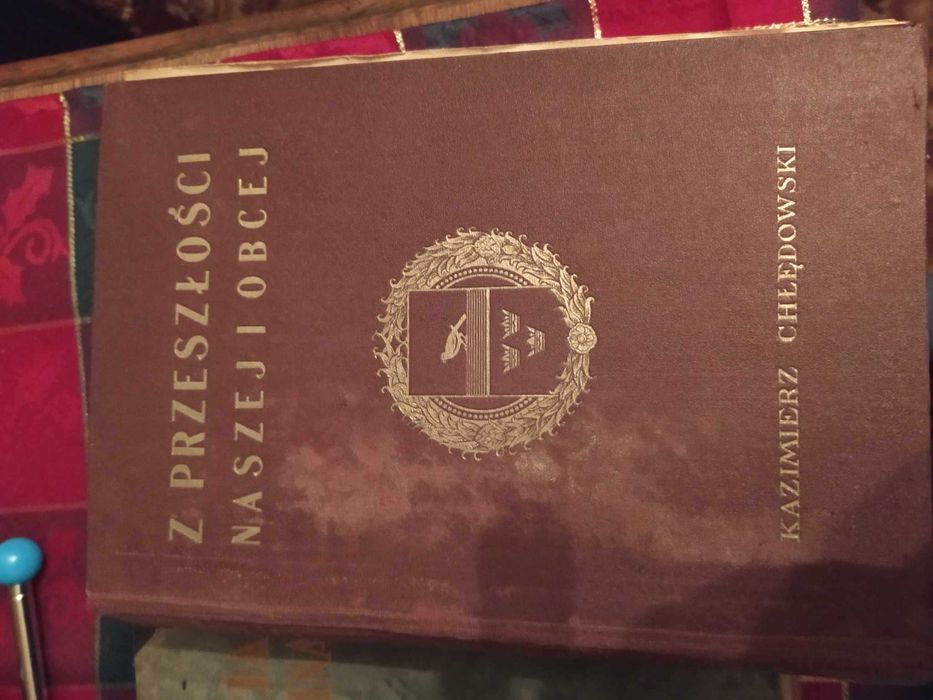 Z PRZESZŁOŚCI
NASZEJ I OBCEJ
KAZIMIERZ CHŁĘDOWSKI